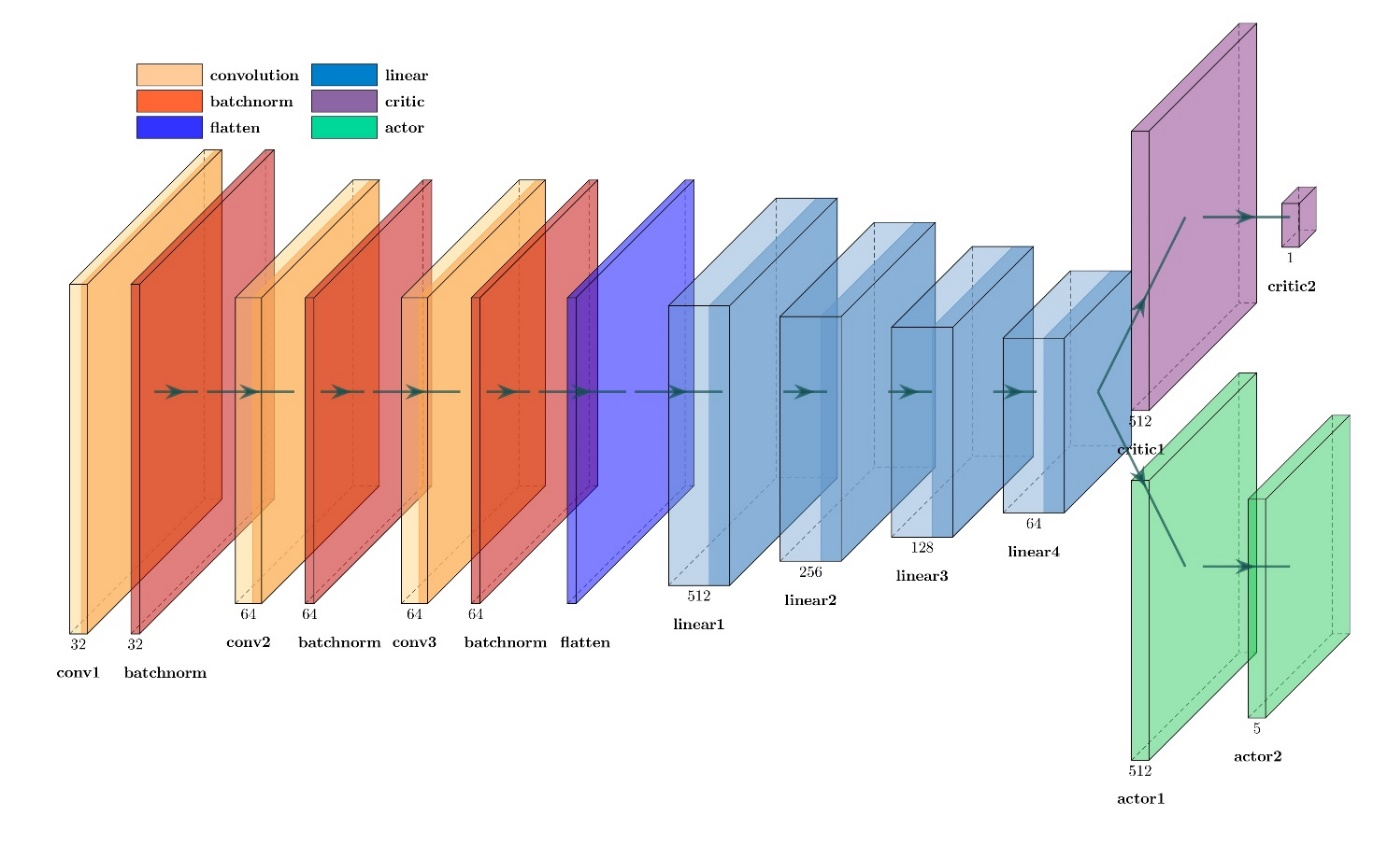 convolution
linear
batchnorm
critic
flatten
actor
1
critic2
512
critic1
64
linear4
128
linear3
256
linear2
512
linear1
64
conv2
64
batchnorm
64
conv3
64
batchnorm
flatten
32
conv1
32
batchnorm
5
actor2
512
actor1